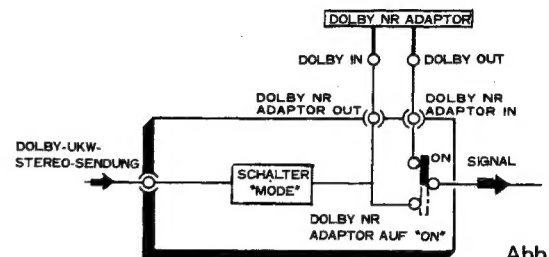 DOLBY NR ADAPTOR
DOLBY IN
DOLBY OUT
DOLBY NR
ADAPTOR OUT
DOLBY NR
ADAPTOR IN
DOLBY-UKW-
STEREO-SENDUNG
SCHALTER
"MODE"
ON
SIGNAL
DOLBY NR
ADAPTOR AUF "ON"
Abb